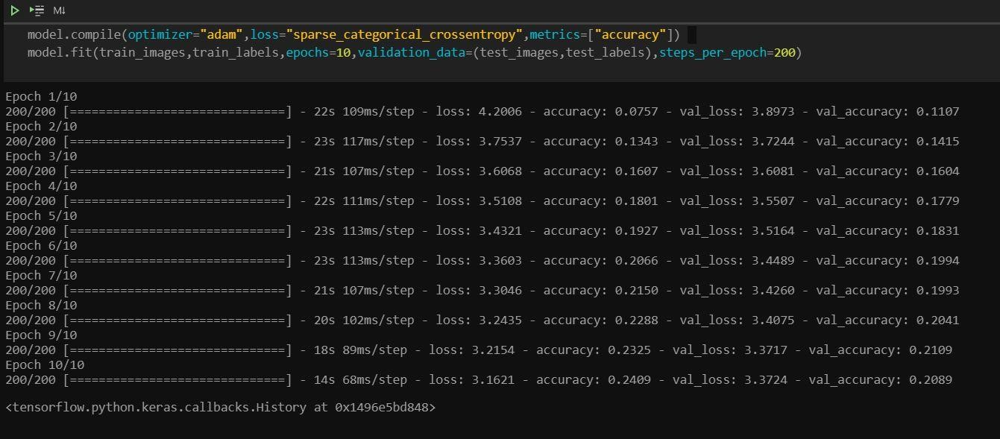 M↓
model.compile(optimizer="adam",loss="sparse_categorical_crossentropy",metrics=["accuracy"])
model.fit(train_images,train_labels,epochs=10,validation_data=(test_images,test_labels),steps_per_epoch=200)
Epoch 1/10
200/200 [==============================] - 22s 109ms/step - loss: 4.2006 - accuracy: 0.0757 - val_loss: 3.8973 - val_accuracy: 0.1107
Epoch 2/10
200/200 [==============================] - 23s 117ms/step - loss: 3.7537 - accuracy: 0.1343 - val_loss: 3.7244 - val_accuracy: 0.1415
Epoch 3/10
200/200 [==============================] - 21s 107ms/step - loss: 3.6068 - accuracy: 0.1607 - val_loss: 3.6081 - val_accuracy: 0.1604
Epoch 4/10
200/200 [==============================] - 22s 111ms/step - loss: 3.5108 - accuracy: 0.1801 - val_loss: 3.5507 - val_accuracy: 0.1779
Epoch 5/10
200/200 [==============================] - 23s 113ms/step - loss: 3.4321 - accuracy: 0.1927 - val_loss: 3.5164 - val_accuracy: 0.1831
Epoch 6/10
200/200 [==============================] - 23s 113ms/step - loss: 3.3603 - accuracy: 0.2066 - val_loss: 3.4489 - val_accuracy: 0.1994
Epoch 7/10
200/200 [==============================] - 21s 107ms/step - loss: 3.3046 - accuracy: 0.2150 - val_loss: 3.4260 - val_accuracy: 0.1993
Epoch 8/10
200/200 [==============================] - 20s 102ms/step - loss: 3.2435 - accuracy: 0.2288 - val_loss: 3.4075 - val_accuracy: 0.2041
Epoch 9/10
200/200 [==============================] - 18s 89ms/step - loss: 3.2154 - accuracy: 0.2325 - val_loss: 3.3717 - val_accuracy: 0.2109
Epoch 10/10
200/200 [==============================] - 14s 68ms/step - loss: 3.1621 - accuracy: 0.2409 - val_loss: 3.3724 - val_accuracy: 0.2089
<tensorflow.python.keras.callbacks.History at 0x1496e5bd848>